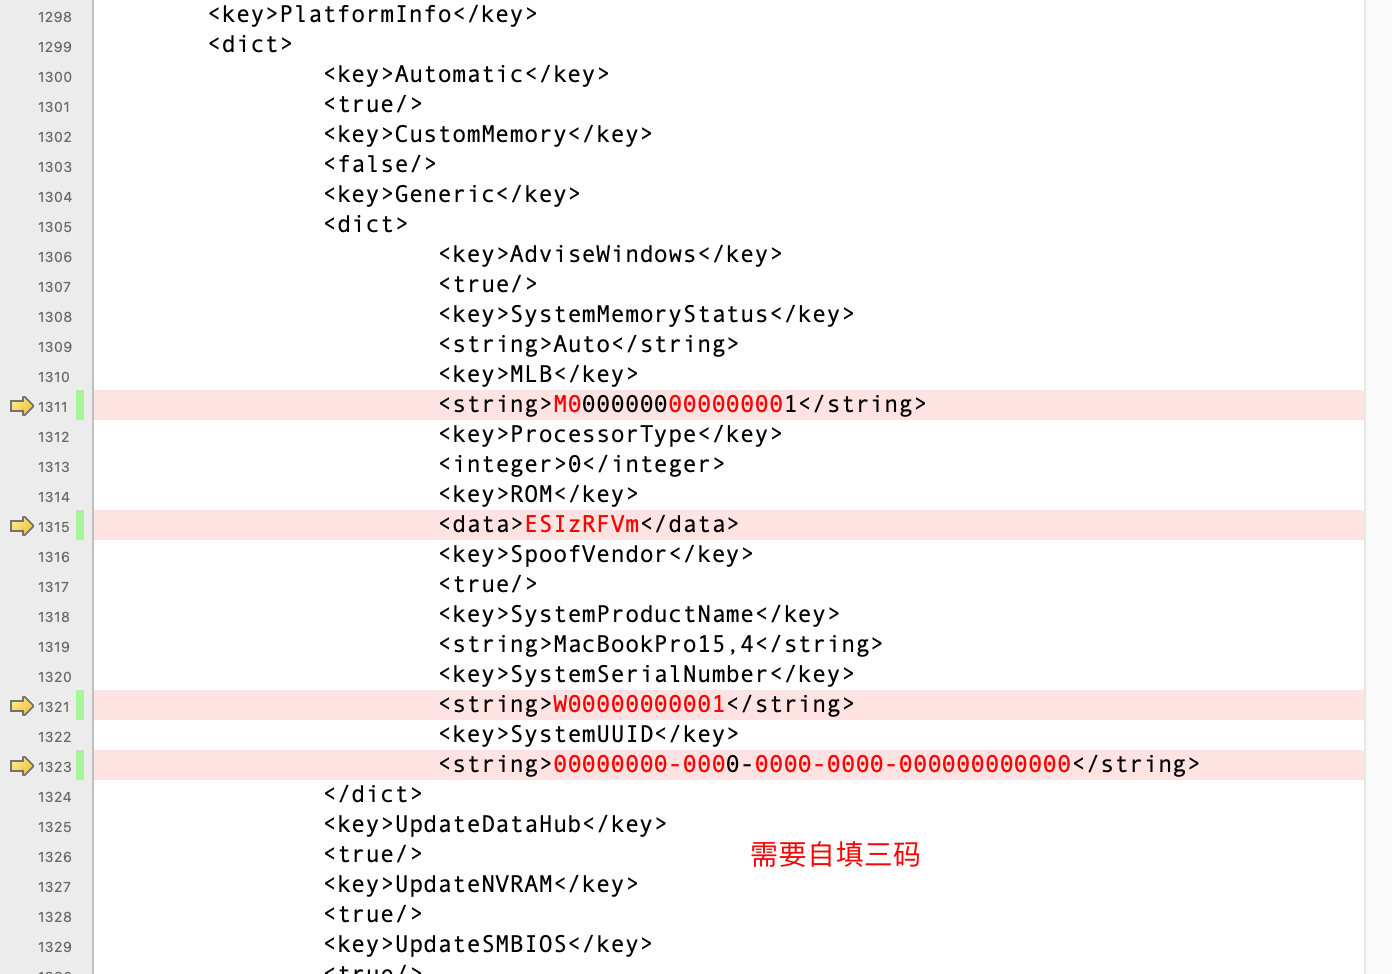 1298 <key>PlatformInfo</key>
1299 <dict>
1300 <key>Automatic</key>
1301 <true/>
1302 <key>CustomMemory</key>
1303 <false/>
1304 <key>Generic</key>
1305 <dict>
1306 <key>AdviseWindows</key>
1307 <true/>
1308 <key>SystemMemoryStatus</key>
1309 <string>Auto</string>
1310 <key>MLB</key>
1311 <string>M0000000000000001</string>
1312 <key>ProcessorType</key>
1313 <integer>0</integer>
1314 <key>ROM</key>
1315 <data>ESIzRFVm</data>
1316 <key>SpoofVendor</key>
1317 <true/>
1318 <key>SystemProductName</key>
1319 <string>MacBookPro15,4</string>
1320 <key>SystemSerialNumber</key>
1321 <string>W00000000001</string>
1322 <key>SystemUUID</key>
1323 <string>00000000-0000-0000-0000-000000000000</string>
1324 </dict>
1325 <key>UpdateDataHub</key>
1326 <true/> 需要自填三码
1327 <key>UpdateNVRAM</key>
1328 <true/>
1329 <key>UpdateSMBIOS</key>
<true/>